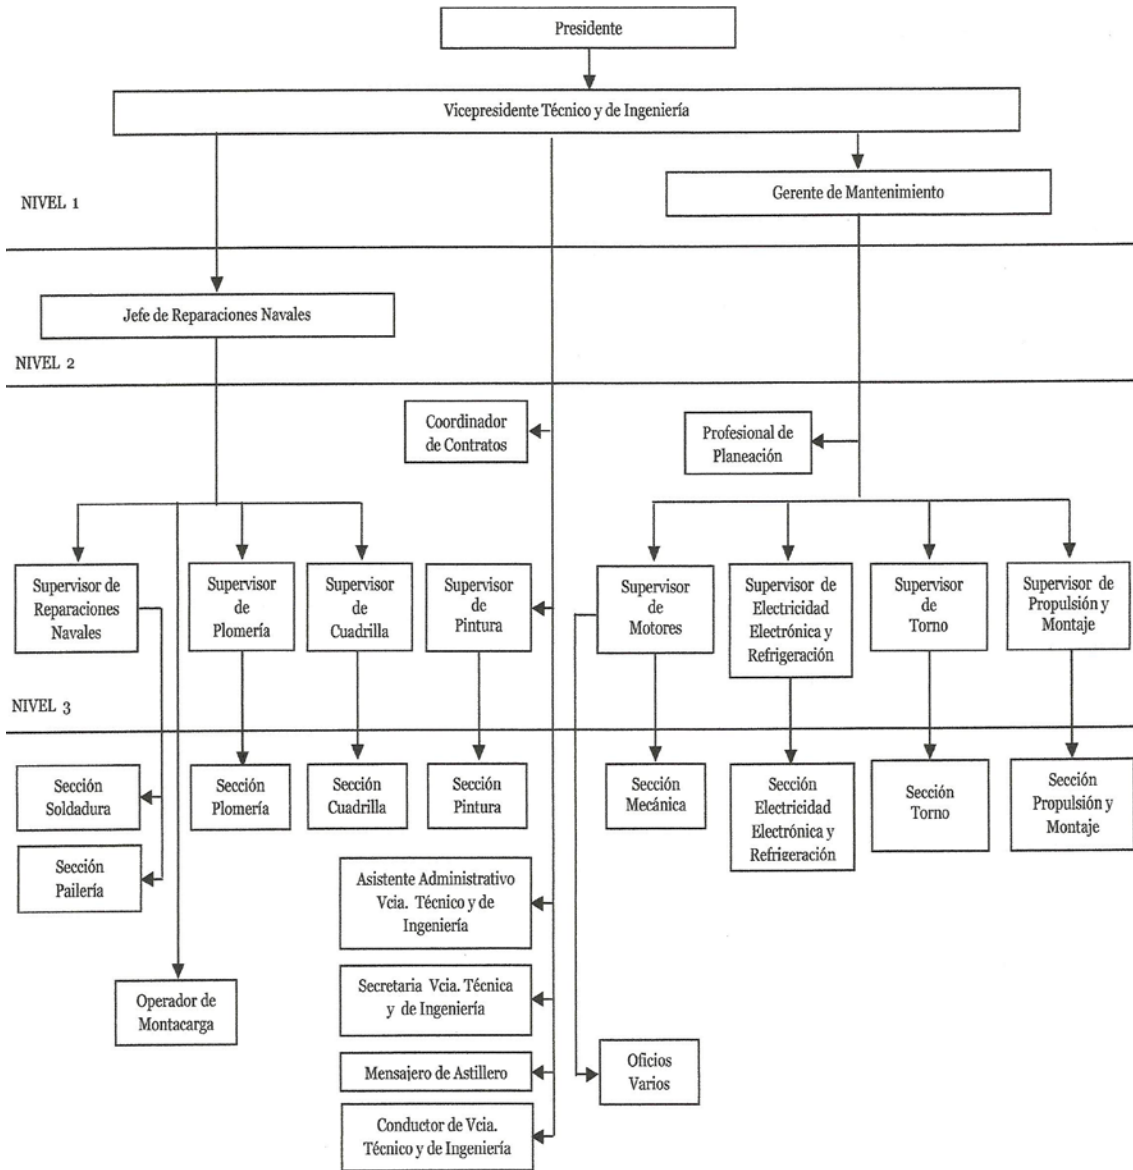 Presidente
Vicepresidente Técnico y de Ingeniería
Gerente de Mantenimiento
NIVEL 1
Jefe de Reparaciones Navales
NIVEL 2
Coordinador
de Contratos
Profesional de
Planeación
Supervisor de
Reparaciones
Navales
Supervisor
de
Plomería
Supervisor
de
Cuadrilla
Supervisor
de
Pintura
Supervisor
de
Motores
Supervisor de
Electricidad
Electrónica y
Refrigeración
Supervisor
de
Torno
Supervisor de
Propulsión y
Montaje
NIVEL 3
Sección
Soldadura
Sección
Plomería
Sección
Cuadrilla
Sección
Pintura
Sección
Mecánica
Sección
Electricidad
Electrónica y
Refrigeración
Sección
Torno
Sección
Propulsión y
Montaje
Sección
Pailería
Asistente Administrativo
Vcia. Técnico y de
Ingeniería
Operador de
Montacarga
Secretaria Vcia. Técnica
y de Ingeniería
Mensajero de Astillero
Oficios
Varios
Conductor de Vcia.
Técnico y de Ingeniería